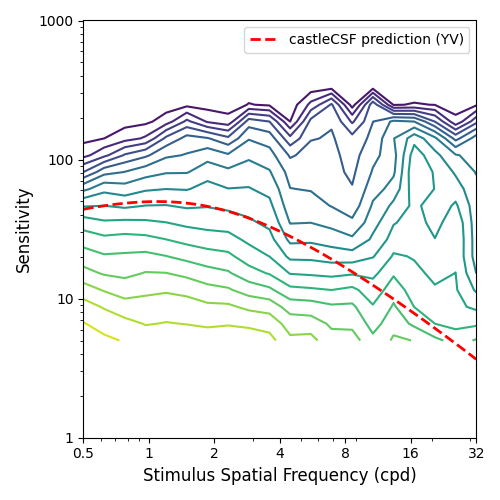 1000
castleCSF prediction (YV)
100
Sensitivity
10
1
0.5 1 2 4 8 16 32
Stimulus Spatial Frequency (cpd)